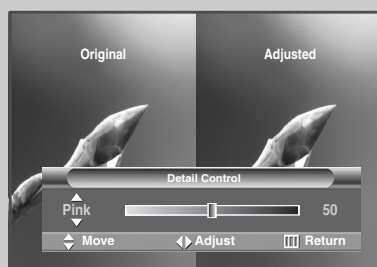 Original Adjusted
Detail Control
Pink 50
Move Adjust Return